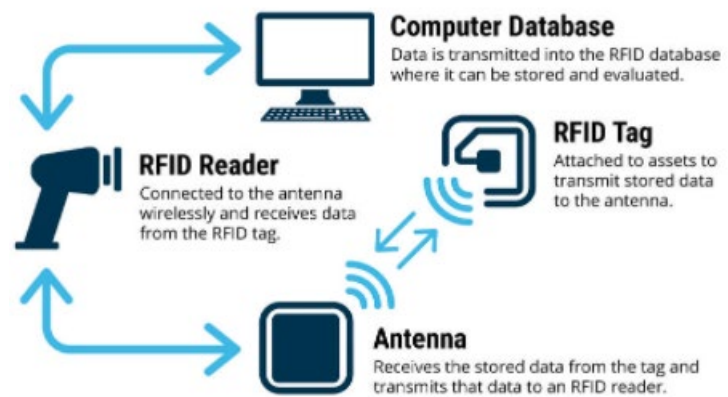 Computer Database
Data is transmitted into the RFID database
where it can be stored and evaluated.
RFID Tag
Attached to assets to
transmit stored data
to the antenna.
RFID Reader
Connected to the antenna
wirelessly and receives data
from the RFID tag.
Antenna
Receives the stored data from the tag and
transmits that data to an RFID reader.